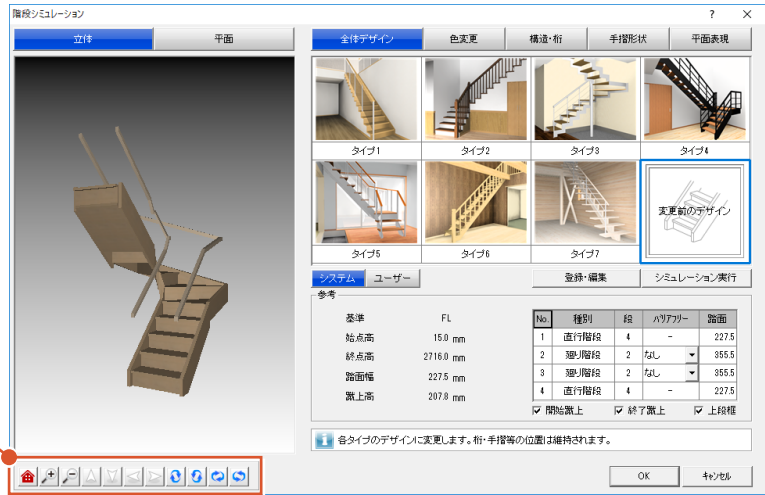 階段シミュレーション
? ×
立体 平面
全体デザイン 色変更 構造・桁 手摺形状 平面表現
タイプ1 タイプ2 タイプ3 タイプ4
変更前のデザイン
タイプ5 タイプ6 タイプ7
システム ユーザー 登録・編集 シミュレーション実行
参考
基準 FL
始点高 15.0 mm
終点高 2716.0 mm
踏面幅 227.5 mm
蹴上高 207.8 mm
No. 種別 段 バリアフリー 踏面
1 直行階段 4 - 227.5
2 廻り階段 2 なし 355.5
3 廻り階段 2 なし 355.5
4 直行階段 4 - 227.5
開始蹴上 終了蹴上 上段框
各タイプのデザインに変更します。桁・手摺等の位置は維持されます。
OK キャンセル